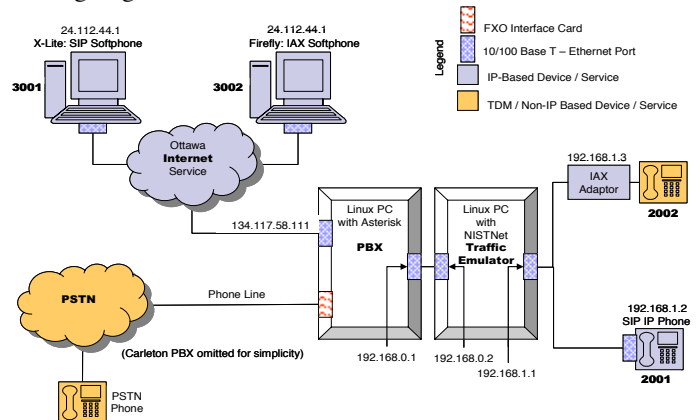 24.112.44.1
X-Lite: SIP Softphone
3001
24.112.44.1
Firefly: IAX Softphone
3002
Legend
FXO Interface Card
10/100 Base T – Ethernet Port
IP-Based Device / Service
TDM / Non-IP Based Device / Service
Ottawa
Internet
Service
134.117.58.111
Linux PC
with Asterisk
PBX
Linux PC
with
NISTNet
Traffic
Emulator
192.168.1.3
IAX
Adaptor
2002
PSTN
Phone Line
(Carleton PBX omitted for simplicity)
192.168.0.1
192.168.0.2
192.168.1.1
192.168.1.2
SIP IP Phone
2001
PSTN
Phone